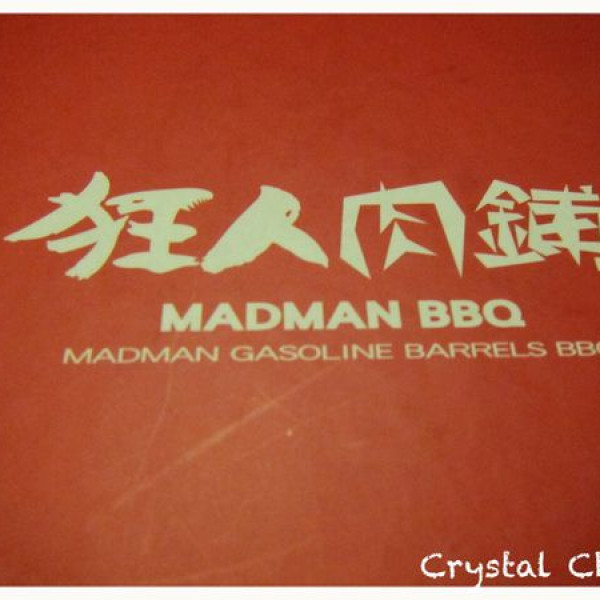 狂人肉鋪
MADMAN BBQ
MADMAN GASOLINE BARRELS BBQ
Crystal